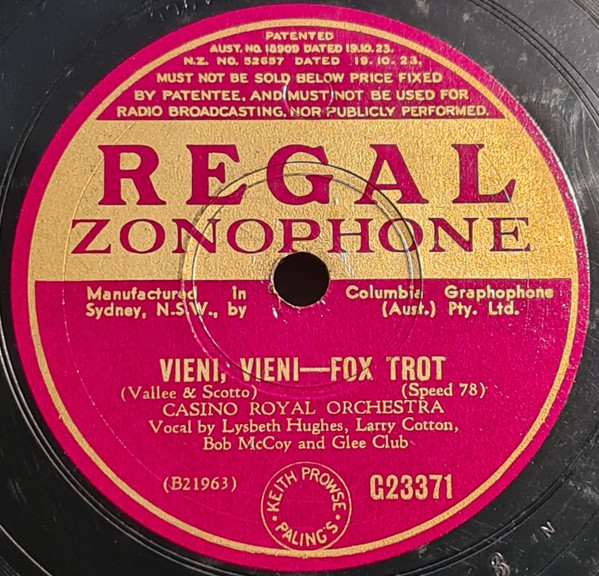 PATENTED
AUST. NO. 18909 DATED 19.10.23.
N.Z. NO. 52657 DATED 19.10.23.
MUST NOT BE SOLD BELOW PRICE FIXED
BY PATENTEE, AND MUST NOT BE USED FOR
RADIO BROADCASTING, NOR PUBLICLY PERFORMED.
REGAL
ZONOPHONE
Manufactured in Columbia Graphophone
Sydney, N.S.W., by (Aust.) Pty. Ltd.
VIENI, VIENI—FOX TROT
(Vallee & Scotto) (Speed 78)
CASINO ROYAL ORCHESTRA
Vocal by Lysbeth Hughes, Larry Cotton,
Bob McCoy and Glee Club
(B21963) G23371
KEITH PROWSE
PALING'S